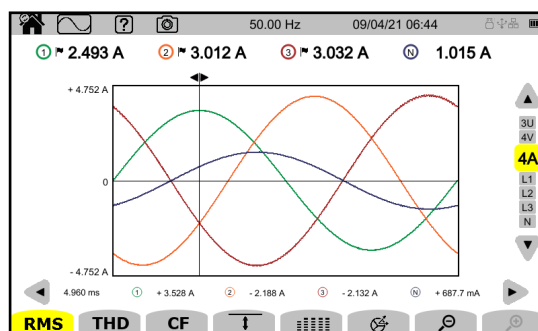 ? 50.00 Hz 09/04/21 06:44
1 2.493 A 2 3.012 A 3 3.032 A N 1.015 A
+ 4.752 A
0
- 4.752 A
3U
4V
4A
L1
L2
L3
N
4.960 ms 1 + 3.528 A 2 - 2.188 A 3 - 2.132 A N + 687.7 mA
RMS THD CF